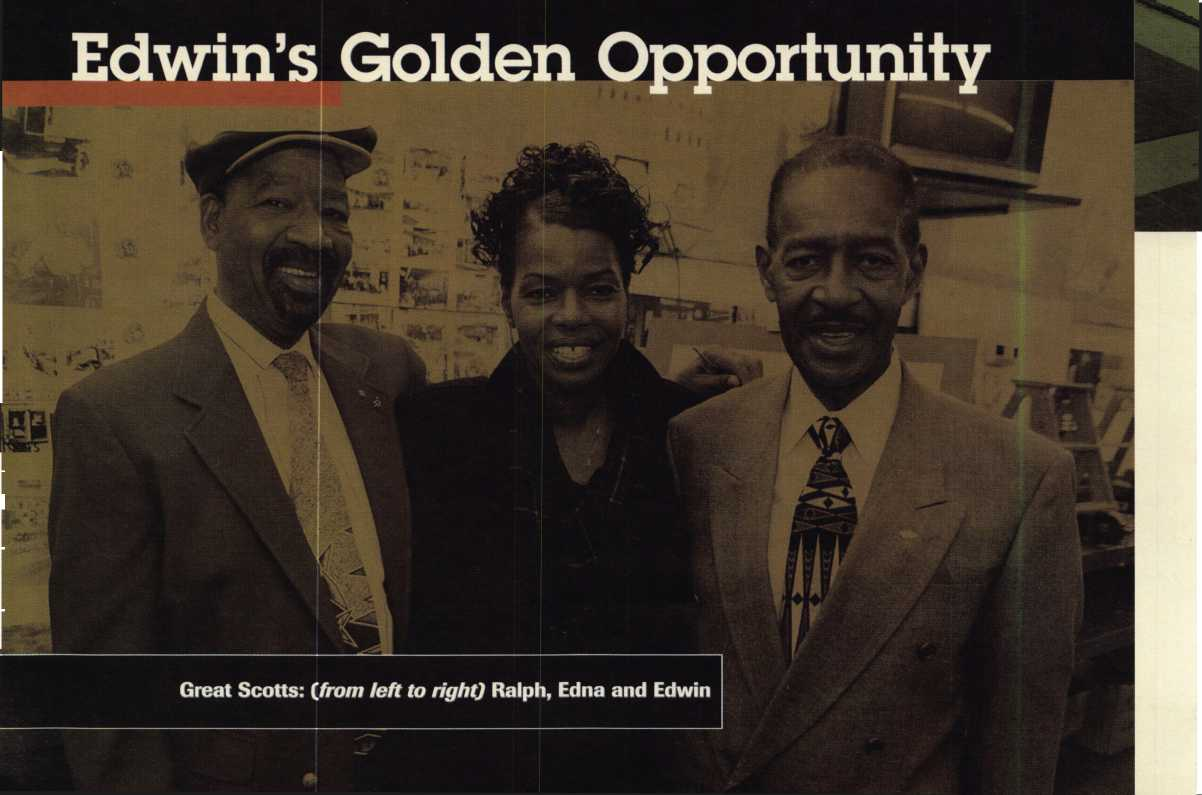 Edwin's Golden Opportunity
Great Scotts: (from left to right) Ralph, Edna and Edwin